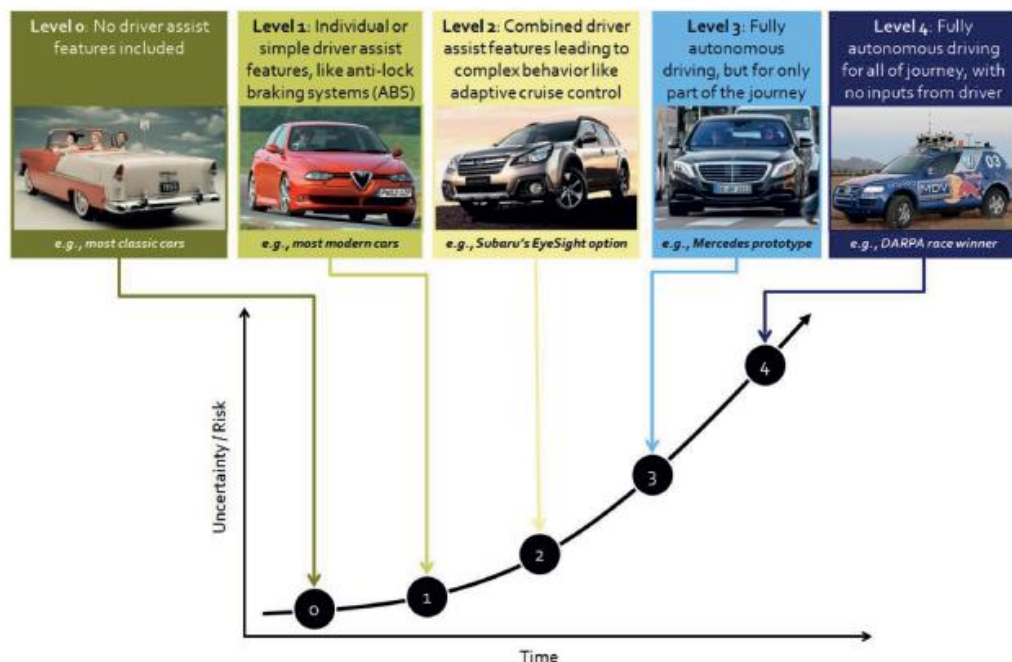 Level 0: No driver assist
features included
e.g., most classic cars
Level 1: Individual or
simple driver assist
features, like anti-lock
braking systems (ABS)
e.g., most modern cars
Level 2: Combined driver
assist features leading to
complex behavior like
adaptive cruise control
e.g., Subaru's EyeSight option
Level 3: Fully
autonomous
driving, but for only
part of the journey
e.g., Mercedes prototype
Level 4: Fully
autonomous driving
for all of journey, with
no inputs from driver
03
MDV
e.g., DARPA race winner
Uncertainty / Risk
0
1
2
3
4
Time